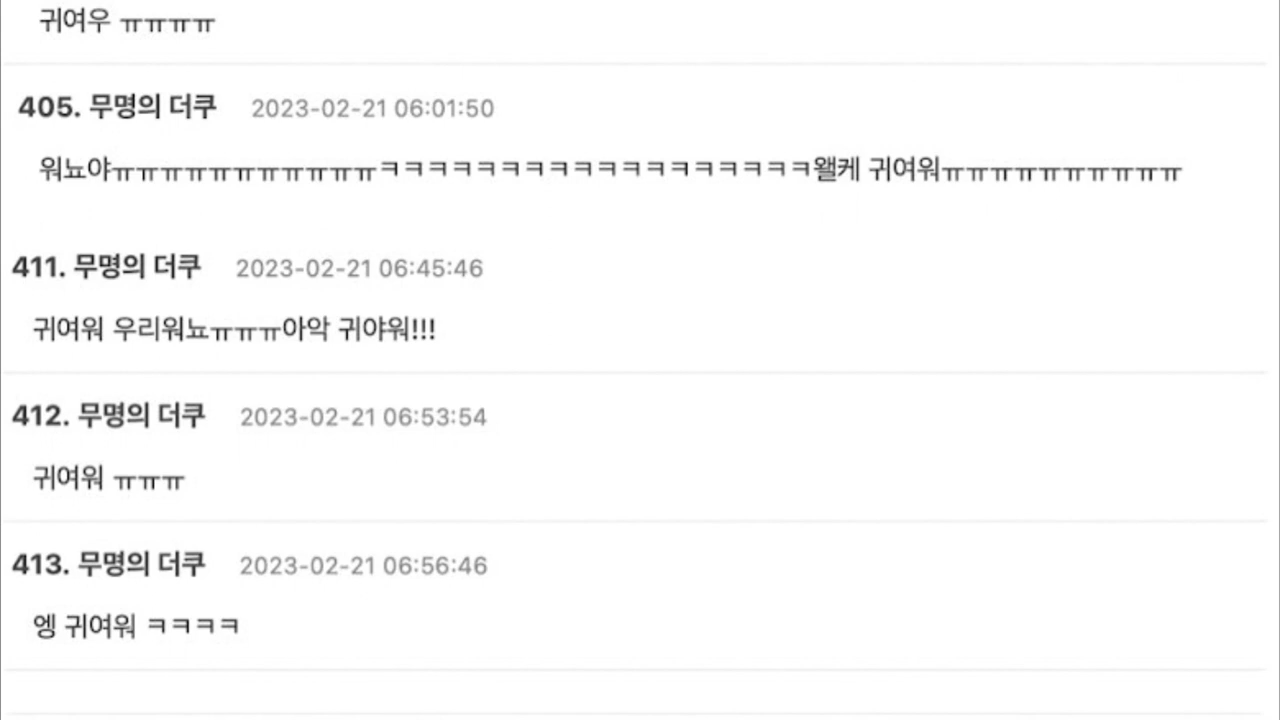 귀여우 ㅠㅠㅠㅠ
405. 무명의 더쿠 2023-02-21 06:01:50
워뇨야ㅠㅠㅠㅠㅠㅠㅠㅠㅠㅠㅠㅋㅋㅋㅋㅋㅋㅋㅋㅋㅋㅋㅋㅋㅋㅋㅋㅋㅋ왤케 귀여워ㅠㅠㅠㅠㅠㅠㅠㅠㅠㅠ
411. 무명의 더쿠 2023-02-21 06:45:46
귀여워 우리워뇨ㅠㅠㅠ아악 귀야워!!!
412. 무명의 더쿠 2023-02-21 06:53:54
귀여워 ㅠㅠㅠ
413. 무명의 더쿠 2023-02-21 06:56:46
엥 귀여워 ㅋㅋㅋㅋ